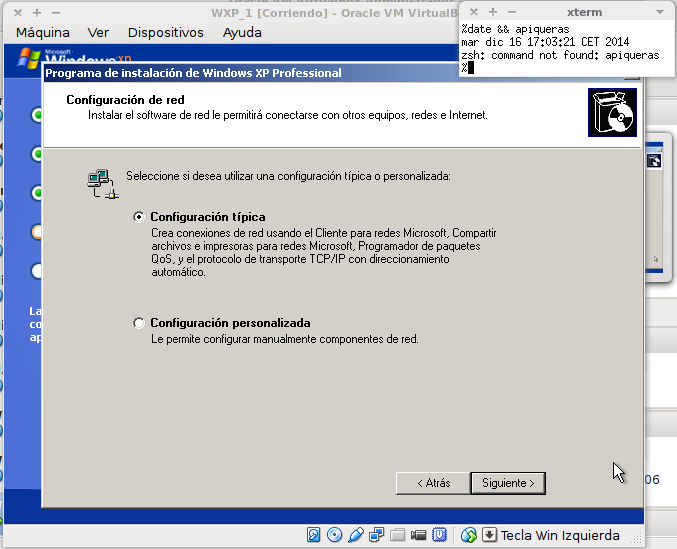 WXP_1 [Corriendo] - Oracle VM VirtualB
xterm
Máquina Ver Dispositivos Ayuda
%date && apiqueras
mar dic 16 17:03:21 CET 2014
zsh: command not found: apiqueras
%
Microsoft
Windows xp
Programa de instalación de Windows XP Professional
Configuración de red
Instalar el software de red le permitirá conectarse con otros equipos, redes e Internet.
Seleccione si desea utilizar una configuración típica o personalizada:
Configuración típica
Crea conexiones de red usando el Cliente para redes Microsoft, Compartir
archivos e impresoras para redes Microsoft, Programador de paquetes
QoS, y el protocolo de transporte TCP/IP con direccionamiento
automático.
Configuración personalizada
Le permite configurar manualmente componentes de red.
La
co
ap
< Atrás
Siguiente >
06
Tecla Win Izquierda